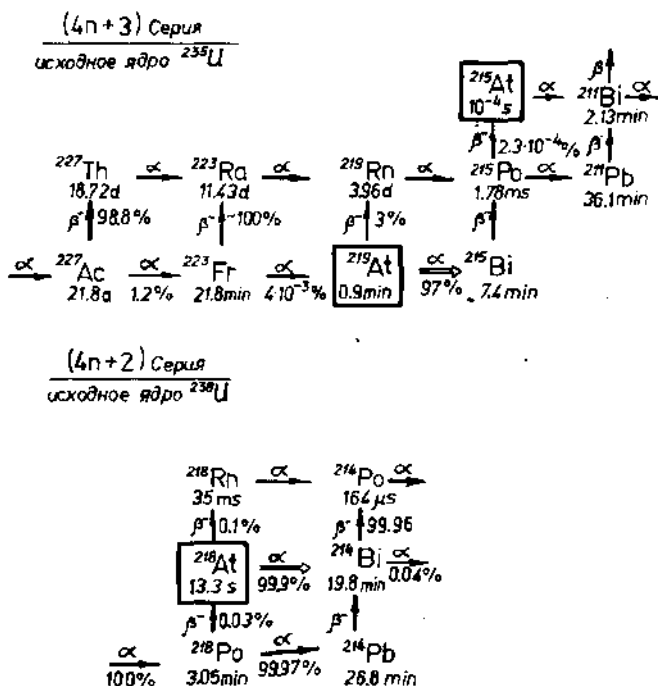 (4n+3) Серия
исходное ядро ²³⁵U
β⁻
²¹⁵At α ²¹¹Bi α
10⁻⁴ s 2.13 min
β⁻ 2.3·10⁻⁴% β⁻
²²⁷Th α ²²³Ra α ²¹⁹Rn α ²¹⁵Po α ²¹¹Pb
18.72d 11.43d 3.96d 1.78ms 36.1min
β⁻ 98.8% β⁻ ~100% β⁻ 3% β⁻
α ²²⁷Ac α ²²³Fr α ²¹⁹At α ²¹⁵Bi
21.8a 1.2% 21.8min 4·10⁻³% 0.9min 97% 7.4min
(4n+2) Серия
исходное ядро ²³⁸U
²¹⁸Rn α ²¹⁴Po α
35ms 164 μs
β⁻ 0.1% β⁻ 99.96
²¹⁸At α ²¹⁴Bi α
13.3 s 99.9% 19.8 min 0.04%
β⁻ 0.03% β⁻
α ²¹⁸Po α ²¹⁴Pb
100% 3.05min 99.97% 26.8 min